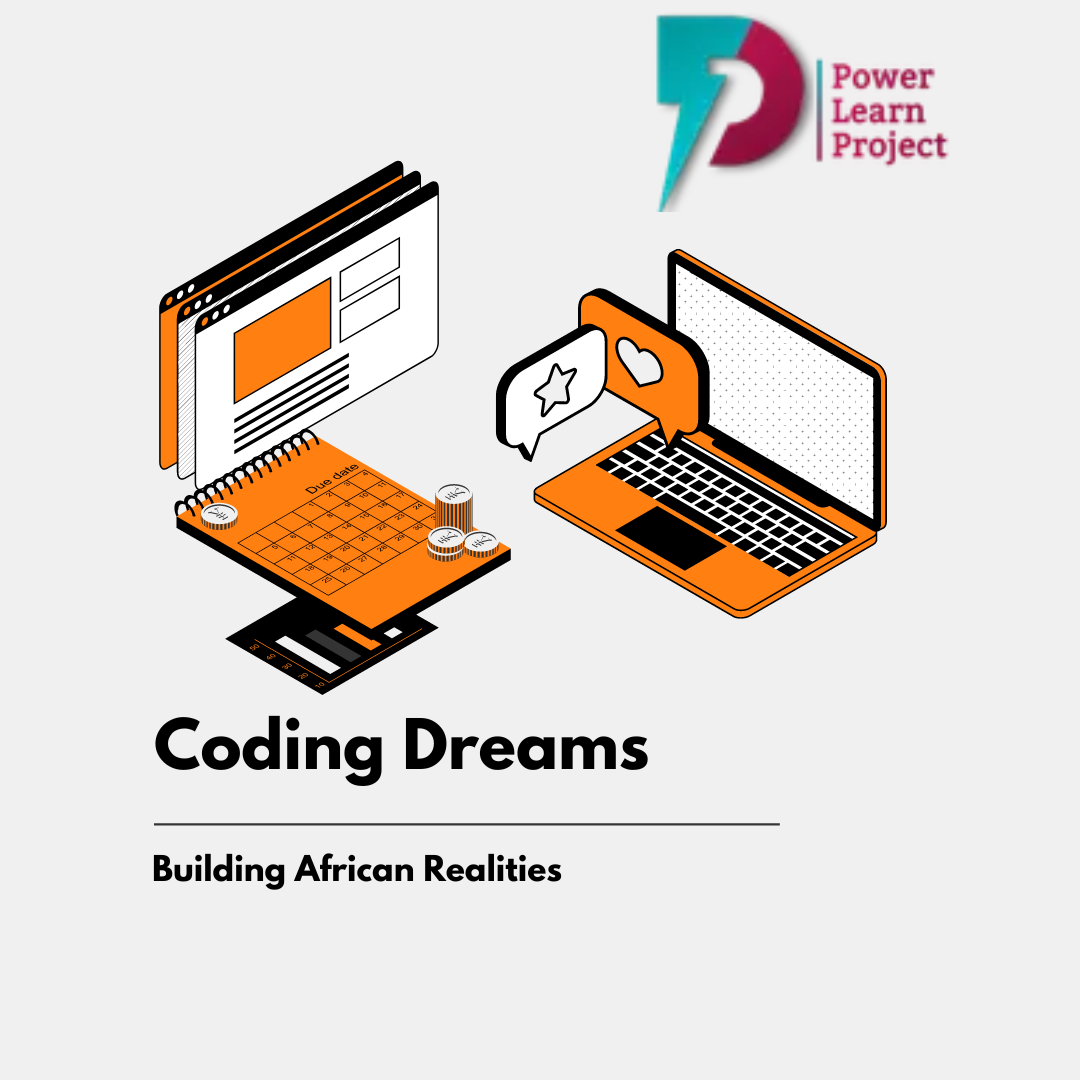 Power
Learn
Project
Due date
Coding Dreams
Building African Realities